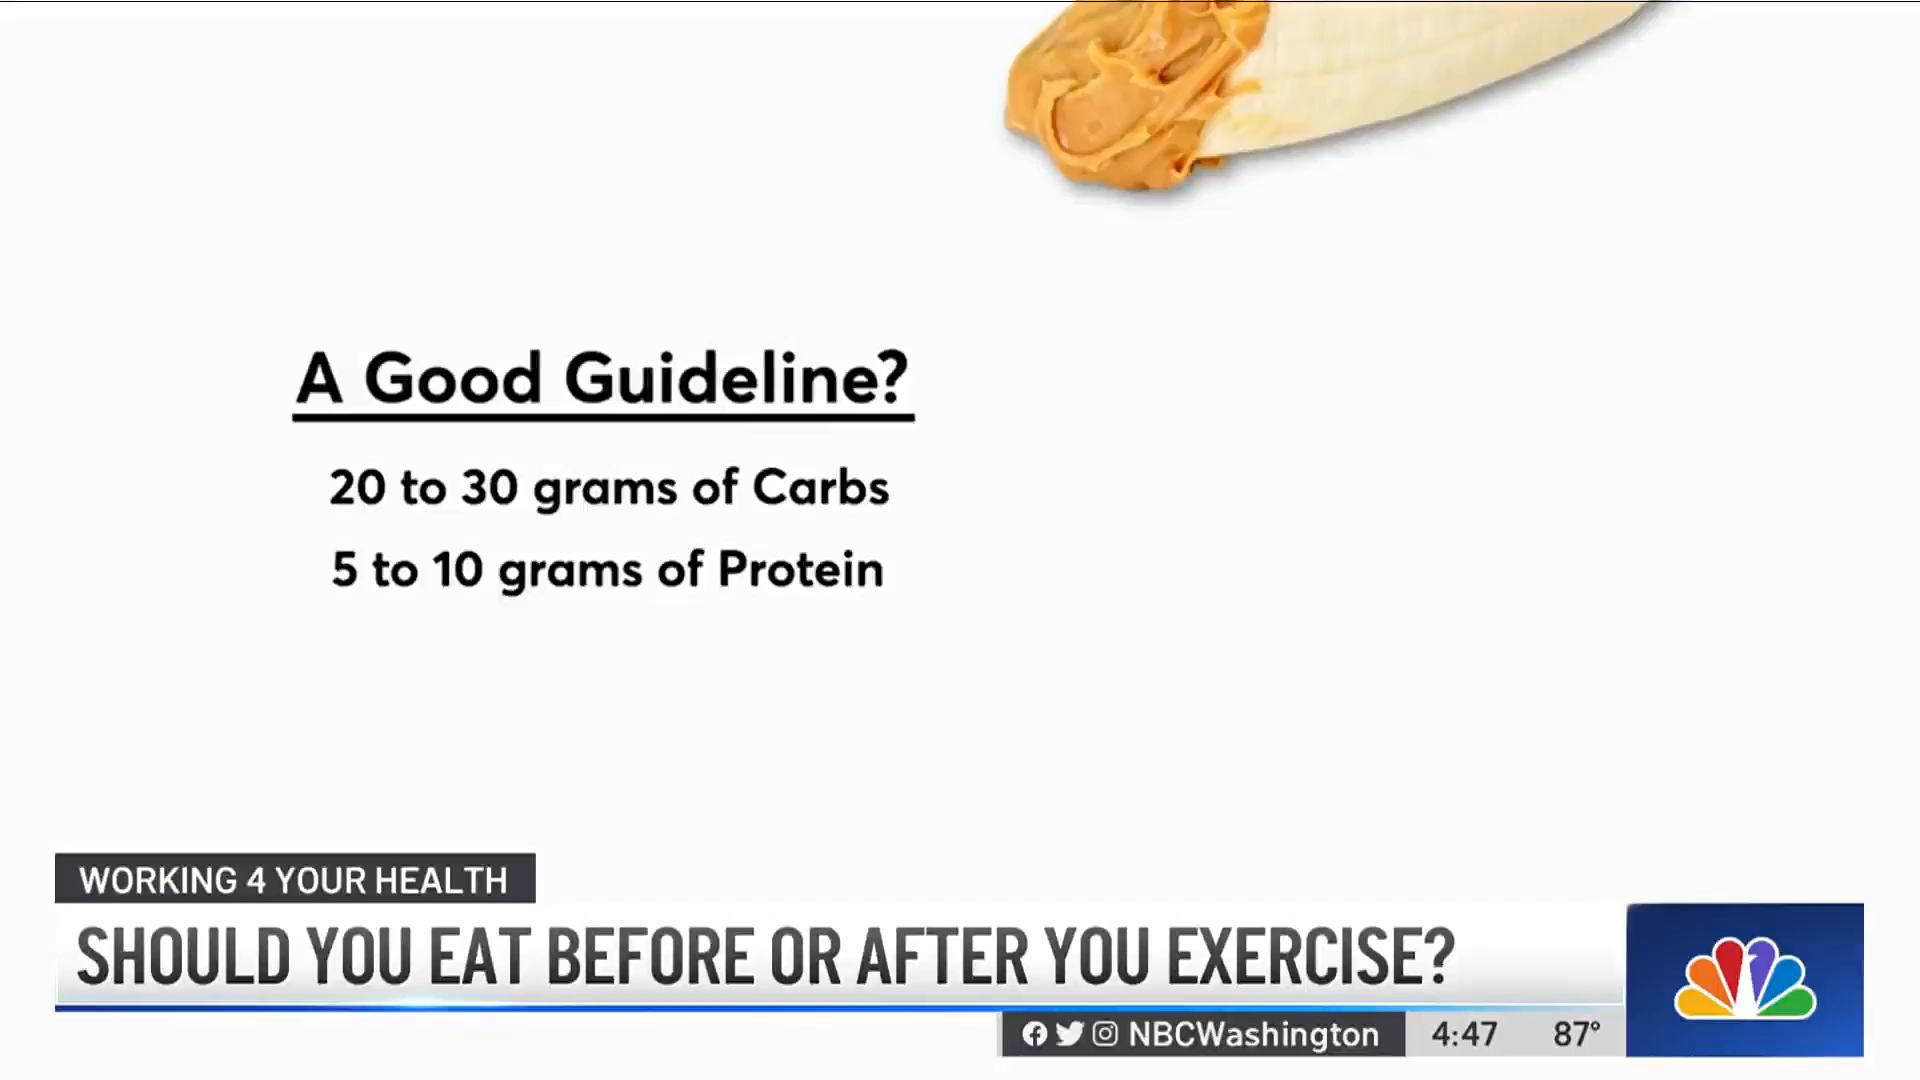 A Good Guideline?
20 to 30 grams of Carbs
5 to 10 grams of Protein
WORKING 4 YOUR HEALTH
SHOULD YOU EAT BEFORE OR AFTER YOU EXERCISE?
NBCWashington 4:47 87°